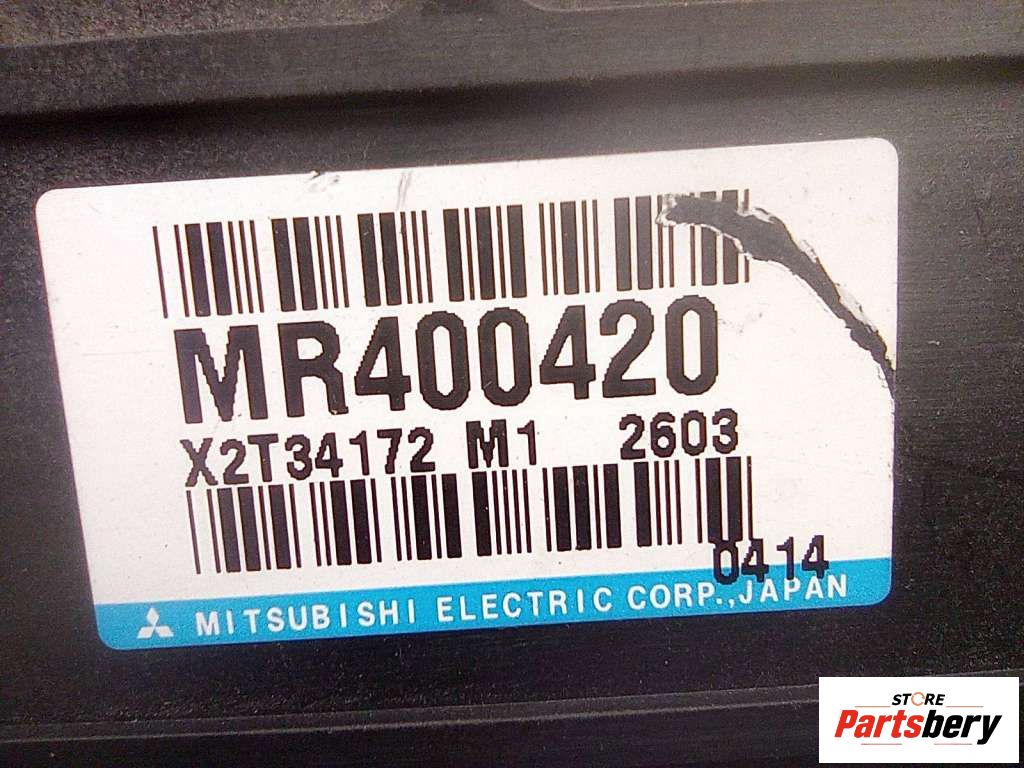 MR400420
X2T34172 M1 2603
0414
MITSUBISHI ELECTRIC CORP.,JAPAN
STORE
Partsbery